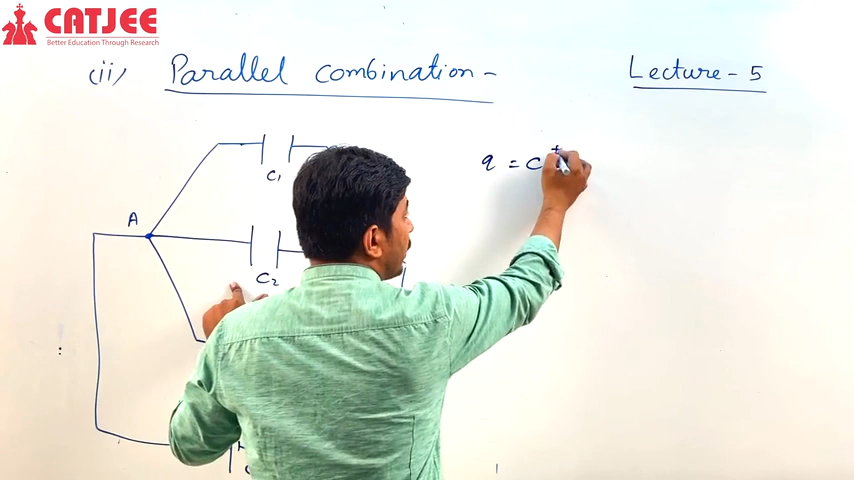 CATJEE
Better Education Through Research
(ii) Parallel combination -
Lecture - 5
C1
q = C
A
C2